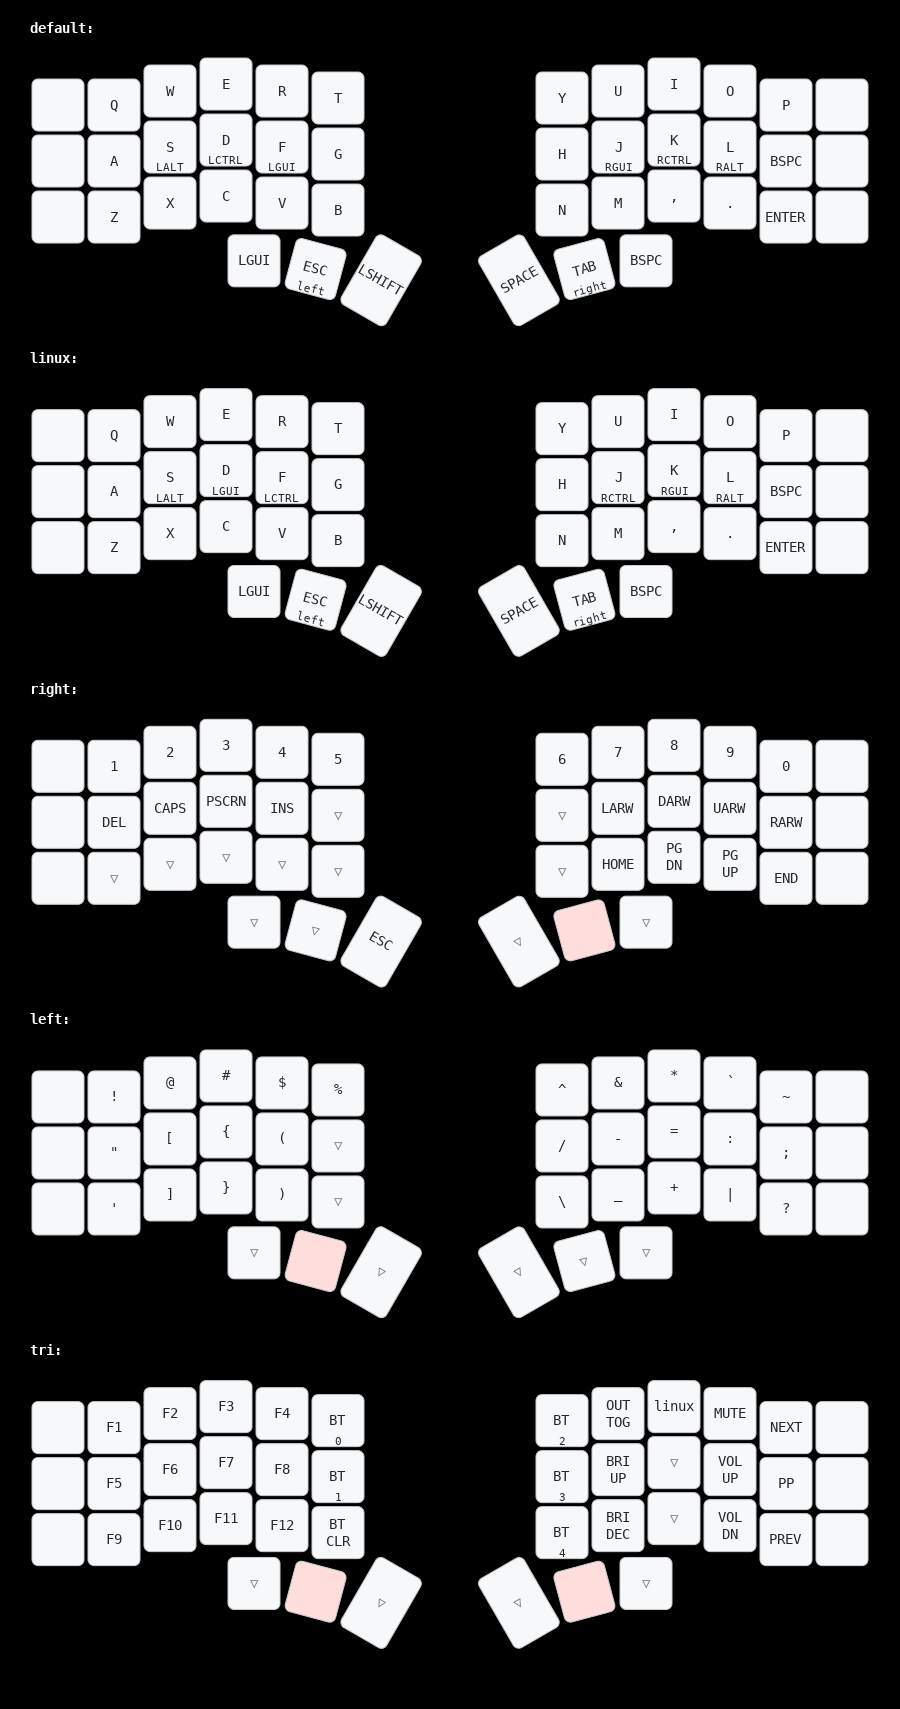 default:
Q W E R T Y U I O P
A S D F G H J K L BSPC
LALT LCTRL LGUI RGUI RCTRL RALT
Z X C V B N M , . ENTER
LGUI ESC LSHIFT SPACE TAB BSPC
left right
linux:
Q W E R T Y U I O P
A S D F G H J K L BSPC
LALT LGUI LCTRL RCTRL RGUI RALT
Z X C V B N M , . ENTER
LGUI ESC LSHIFT SPACE TAB BSPC
left right
right:
1 2 3 4 5 6 7 8 9 0
DEL CAPS PSCRN INS ▽ ▽ LARW DARW UARW RARW
▽ ▽ ▽ ▽ ▽ ▽ HOME PG DN PG UP END
▽ ▽ ESC ▽ ▽
left:
! @ # $ % ^ & * ` ~
" [ { ( ▽ / - = : ;
' ] } ) ▽ \ _ + | ?
▽ ▽ ▽ ▽ ▽
tri:
F1 F2 F3 F4 BT 0 BT 2 OUT TOG linux MUTE NEXT
F5 F6 F7 F8 BT 1 BT 3 BRI UP ▽ VOL UP PP
F9 F10 F11 F12 BT CLR BT 4 BRI DEC ▽ VOL DN PREV
▽ ▽ ▽ ▽